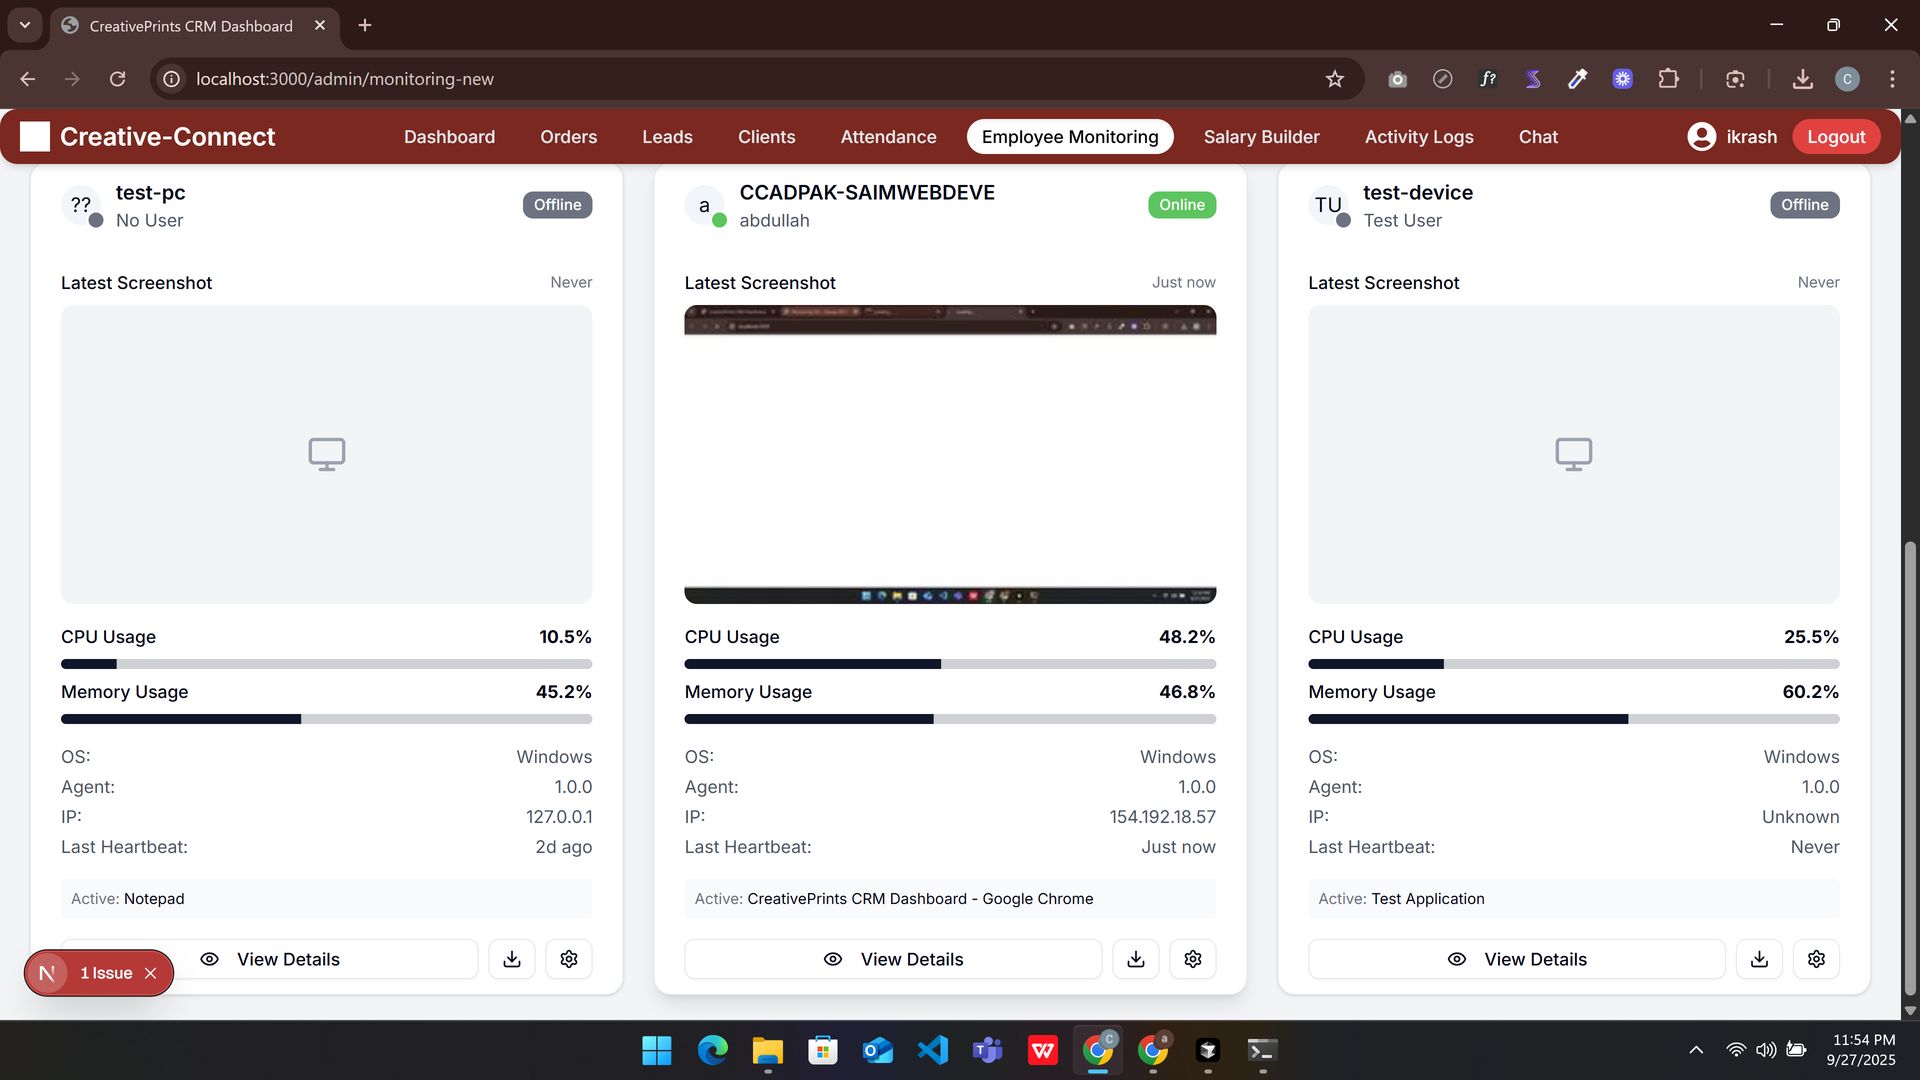 CreativePrints CRM Dashboard
localhost:3000/admin/monitoring-new
f?
C
Creative-Connect
Dashboard
Orders
Leads
Clients
Attendance
Employee Monitoring
Salary Builder
Activity Logs
Chat
ikrash
Logout
??
test-pc
No User
Offline
Latest Screenshot
Never
CPU Usage
10.5%
Memory Usage
45.2%
OS:
Windows
Agent:
1.0.0
IP:
127.0.0.1
Last Heartbeat:
2d ago
Active: Notepad
View Details
a
CCADPAK-SAIMWEBDEVE
abdullah
Online
Latest Screenshot
Just now
CPU Usage
48.2%
Memory Usage
46.8%
OS:
Windows
Agent:
1.0.0
IP:
154.192.18.57
Last Heartbeat:
Just now
Active: CreativePrints CRM Dashboard - Google Chrome
View Details
TU
test-device
Test User
Offline
Latest Screenshot
Never
CPU Usage
25.5%
Memory Usage
60.2%
OS:
Windows
Agent:
1.0.0
IP:
Unknown
Last Heartbeat:
Never
Active: Test Application
View Details
N
1 Issue
C
a
11:54 PM
9/27/2025